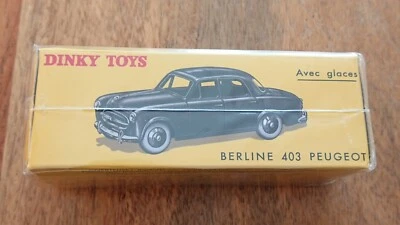 DINKY TOYS
Avec glaces
BERLINE 403 PEUGEOT